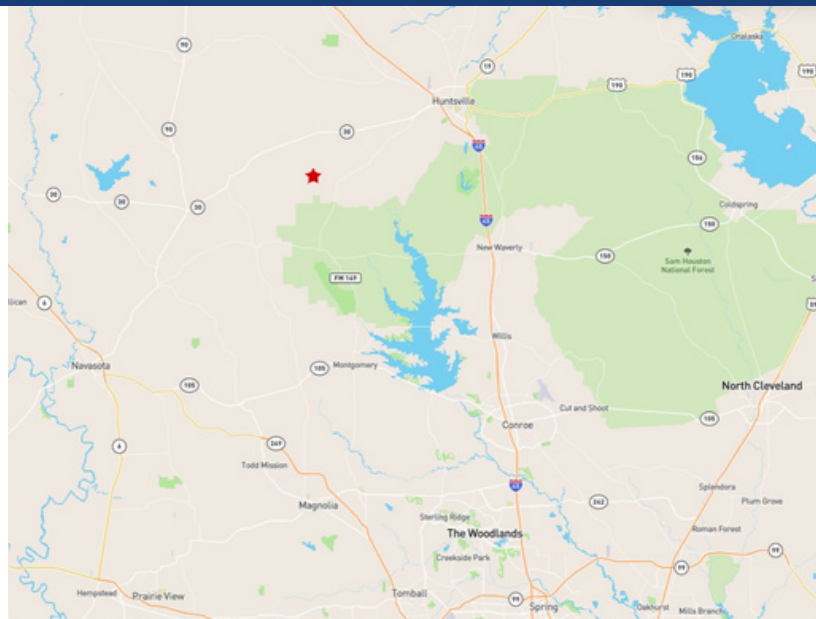 90
Onalaska
19
190
190
190
Huntsville
90
30
45
156
30
30
30
Coldspring
45
150
New Waverly
150
Sam Houston
National Forest
FM 149
6
Willis
Navasota
105
105
Montgomery
North Cleveland
Cut and Shoot
105
Conroe
6
249
Todd Mission
45
242
Splendora
Plum Grove
Magnolia
Sterling Ridge
The Woodlands
Roman Forest
Creekside Park
99
99
Hempstead
Prairie View
Tomball
99
Spring
Oakhurst
Mills Branch